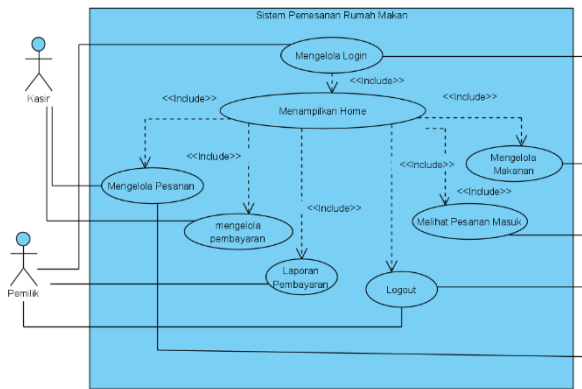 Sistem Pemesanan Rumah Makan
Mengelola Login
<<Include>>
Menampilkan Home
Kasir
<<Include>>
<<Include>>
<<Include>>
<<Include>>
<<Include>>
<<Include>>
Mengelola
Makanan
Mengelola Pesanan
Melihat Pesanan Masuk
mengelola
pembayaran
Laporan
Pembayaran
Logout
Pemilik